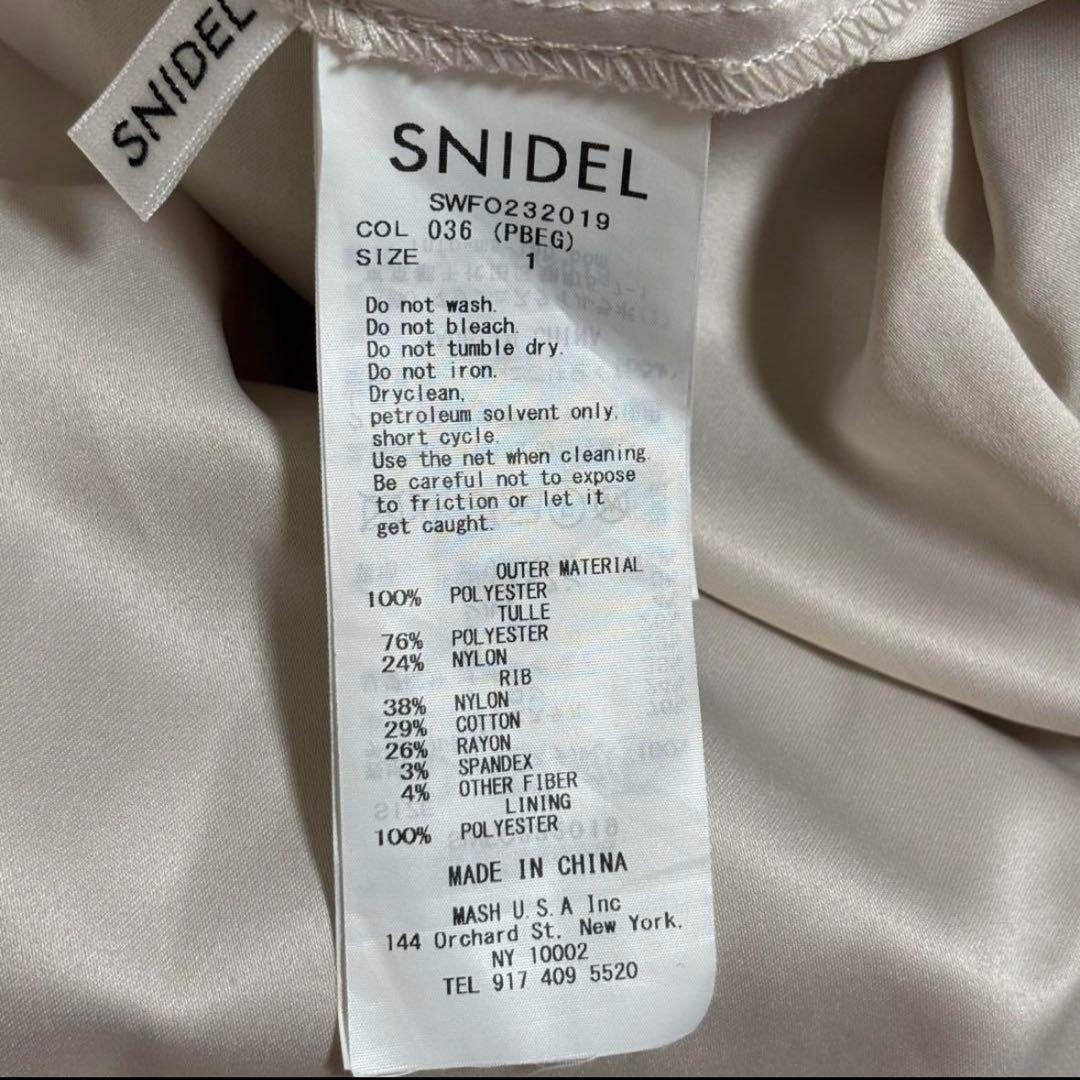 SNIDEL
SNIDEL
SWFO232019
COL 036 (PBEG)
SIZE 1
Do not wash.
Do not bleach.
Do not tumble dry.
Do not iron.
Dryclean,
petroleum solvent only,
short cycle.
Use the net when cleaning.
Be careful not to expose
to friction or let it
get caught.
OUTER MATERIAL
100% POLYESTER
TULLE
76% POLYESTER
24% NYLON
RIB
38% NYLON
29% COTTON
26% RAYON
3% SPANDEX
4% OTHER FIBER
LINING
100% POLYESTER
MADE IN CHINA
MASH U.S.A Inc
144 Orchard St. New York.
NY 10002
TEL 917 409 5520